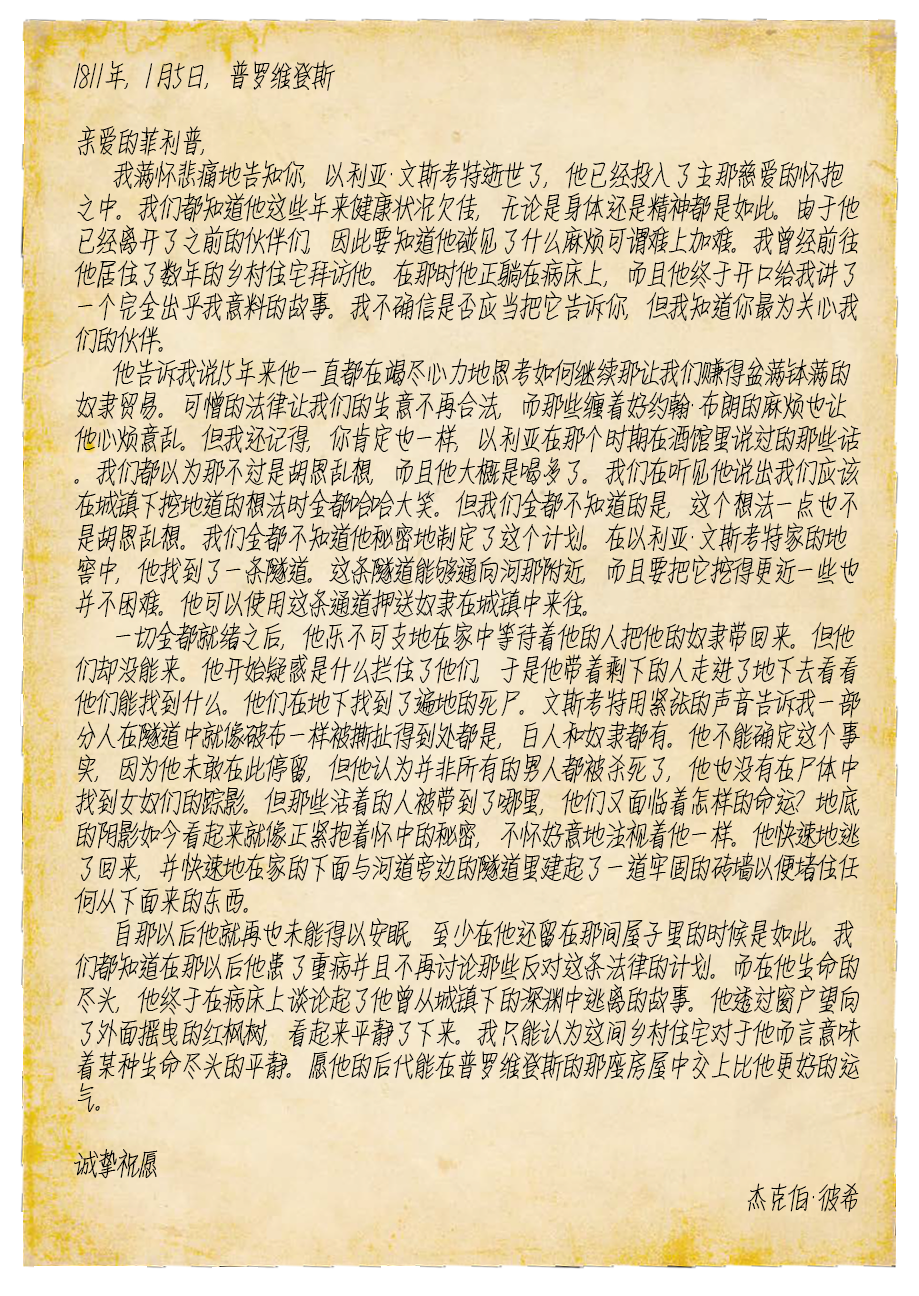 1811年，1月5日，普罗维登斯
亲爱的菲利普，
我满怀悲痛地告知你，以利亚·文斯考特逝世了，他已经投入了主那慈爱的怀抱
之中。我们都知道他这些年来健康状况欠佳，无论是身体还是精神都是如此。由于他
已经离开了之前的伙伴们，因此要知道他碰见了什么麻烦可谓难上加难。我曾经前往
他居住了数年的乡村住宅拜访他。在那时他正躺在病床上，而且他终于开口给我讲了
一个完全出乎我意料的故事。我不确信是否应当把它告诉你，但我知道你最为关心我
们的伙伴。
他告诉我说15年来他一直都在竭尽心力地思考如何继续那让我们赚得盆满钵满的
奴隶贸易。可憎的法律让我们的生意不再合法，而那些缠着好约翰·布朗的麻烦也让
他心烦意乱。但我还记得，你肯定也一样，以利亚在那个时期在酒馆里说过的那些话
。我们都以为那不过是胡思乱想，而且他大概是喝多了。我们在听见他说出我们应该
在城镇下挖地道的想法时全都哈哈大笑。但我们全都不知道的是，这个想法一点也不
是胡思乱想。我们全都不知道他秘密地制定了这个计划。在以利亚·文斯考特家的地
窖中，他找到了一条隧道。这条隧道能够通向河那附近，而且要把它挖得更近一些也
并不困难。他可以使用这条通道押送奴隶在城镇中来往。
一切全都就绪之后，他乐不可支地在家中等待着他的人把他的奴隶带回来。但他
们却没能来。他开始疑惑是什么拦住了他们，于是他带着剩下的人走进了地下去看看
他们能找到什么。他们在地下找到了遍地的死尸。文斯考特用紧张的声音告诉我一部
分人在隧道中就像破布一样被撕扯得到处都是，白人和奴隶都有。他不能确定这个事
实，因为他未敢在此停留，但他认为并非所有的男人都被杀死了，他也没有在尸体中
找到女奴们的踪影。但那些活着的人被带到了哪里，他们又面临着怎样的命运？地底
的阴影如今看起来就像正紧抱着怀中的秘密，不怀好意地注视着他一样。他快速地逃
了回来，并快速地在家的下面与河道旁边的隧道里建起了一道牢固的砖墙以便堵住任
何从下面来的东西。
自那以后他就再也未能得以安眠，至少在他还留在那间屋子里的时候是如此。我
们都知道在那以后他患了重病并且不再讨论那些反对这条法律的计划。而在他生命的
尽头，他终于在病床上谈论起了他曾从城镇下的深渊中逃离的故事。他透过窗户望向
了外面摇曳的红枫树，看起来平静了下来。我只能认为这间乡村住宅对于他而言意味
着某种生命尽头的平静。愿他的后代能在普罗维登斯的那座房屋中交上比他更好的运
气。
诚挚祝愿
杰克伯·彼希